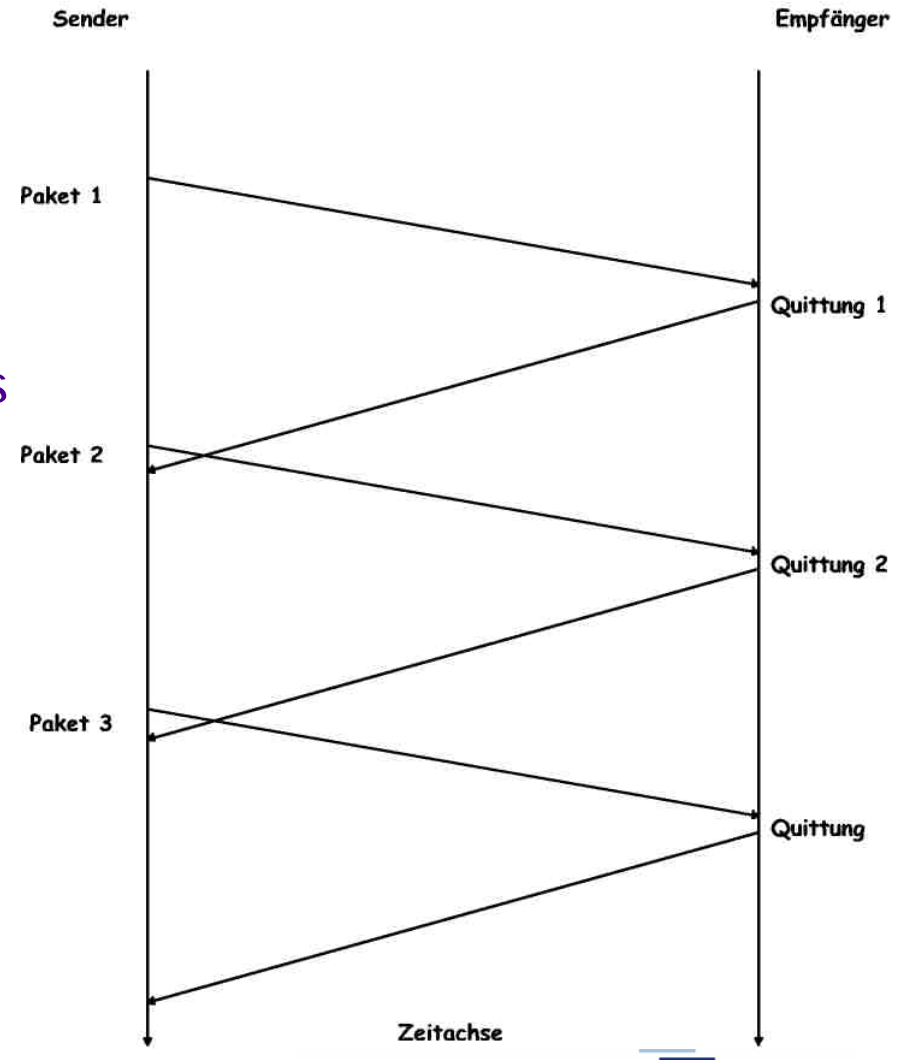 Sender
Empfänger
Paket 1
Quittung 1
s
Paket 2
Quittung 2
Paket 3
Quittung
Zeitachse